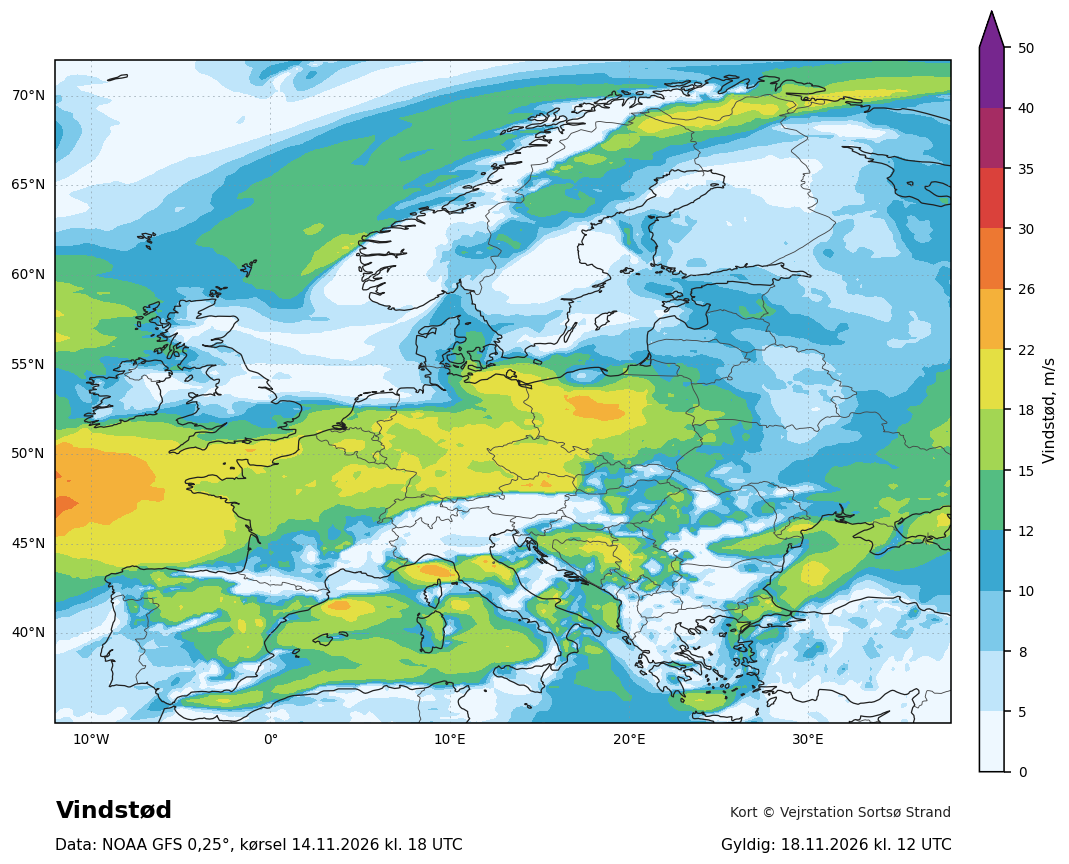 50
40
35
30
26
22
18
15
12
10
8
5
0
Vindstød, m/s
70°N
65°N
60°N
55°N
50°N
45°N
40°N
10°W
0°
10°E
20°E
30°E
Vindstød
Kort © Vejrstation Sortsø Strand
Data: NOAA GFS 0,25°, kørsel 14.11.2026 kl. 18 UTC
Gyldig: 18.11.2026 kl. 12 UTC